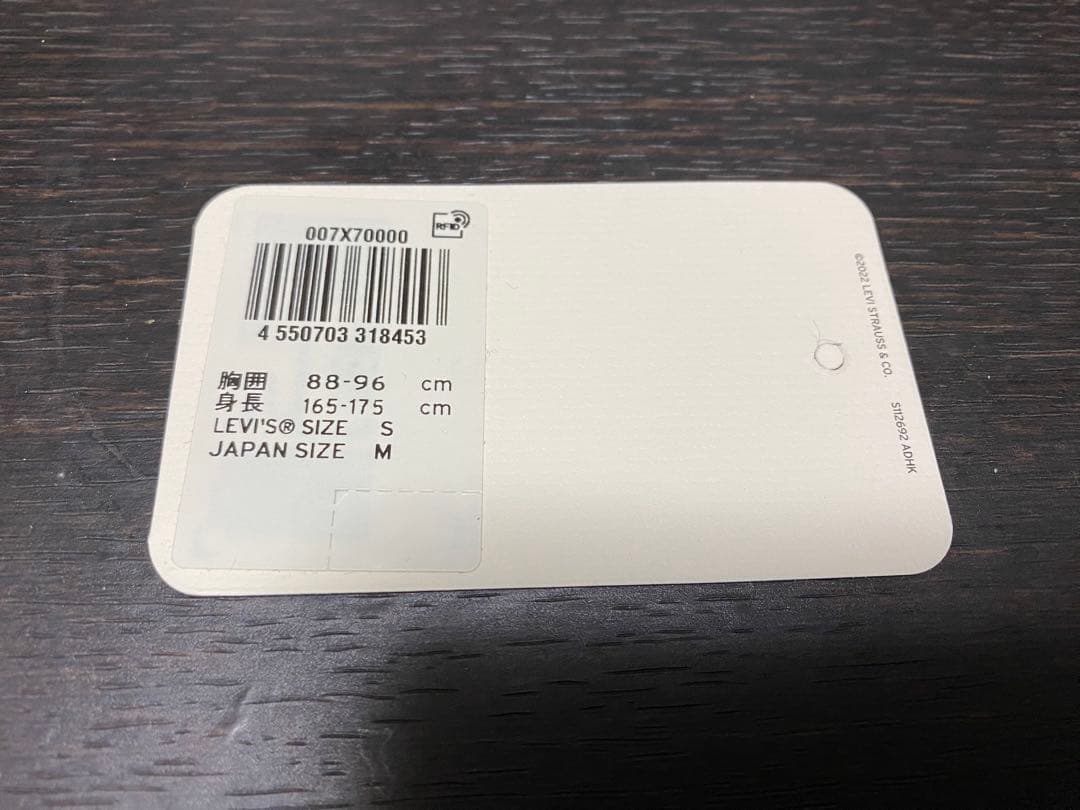 007X70000
RFID
4 550703 318453
胸囲 88-96 cm
身長 165-175 cm
LEVI'S® SIZE S
JAPAN SIZE M
©2022 LEVI STRAUSS & CO. S112692 ADHK